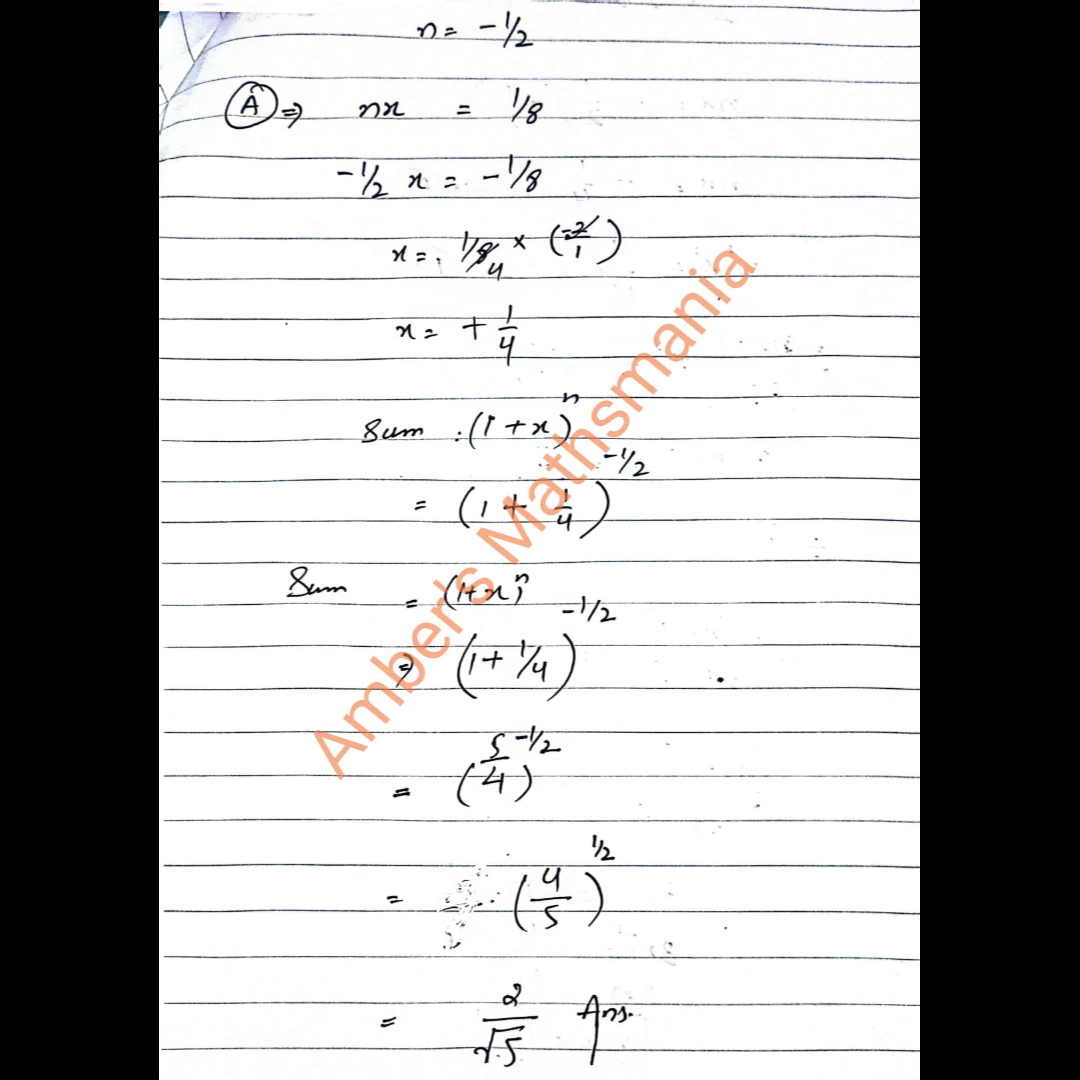 n = -1/2
(A) ⇒ nx = 1/8
-1/2 x = -1/8
x = . 1/8 4 × (-2/1)
x = + 1/4
Sum : (1 + x)^n
= (1 + 1/4)^-1/2
Sum = (1+x)^n
⇒ (1 + 1/4)^-1/2
= (5/4)^-1/2
= (4/5)^1/2
= 2/√5 Ans.
Amber's Mathsmania